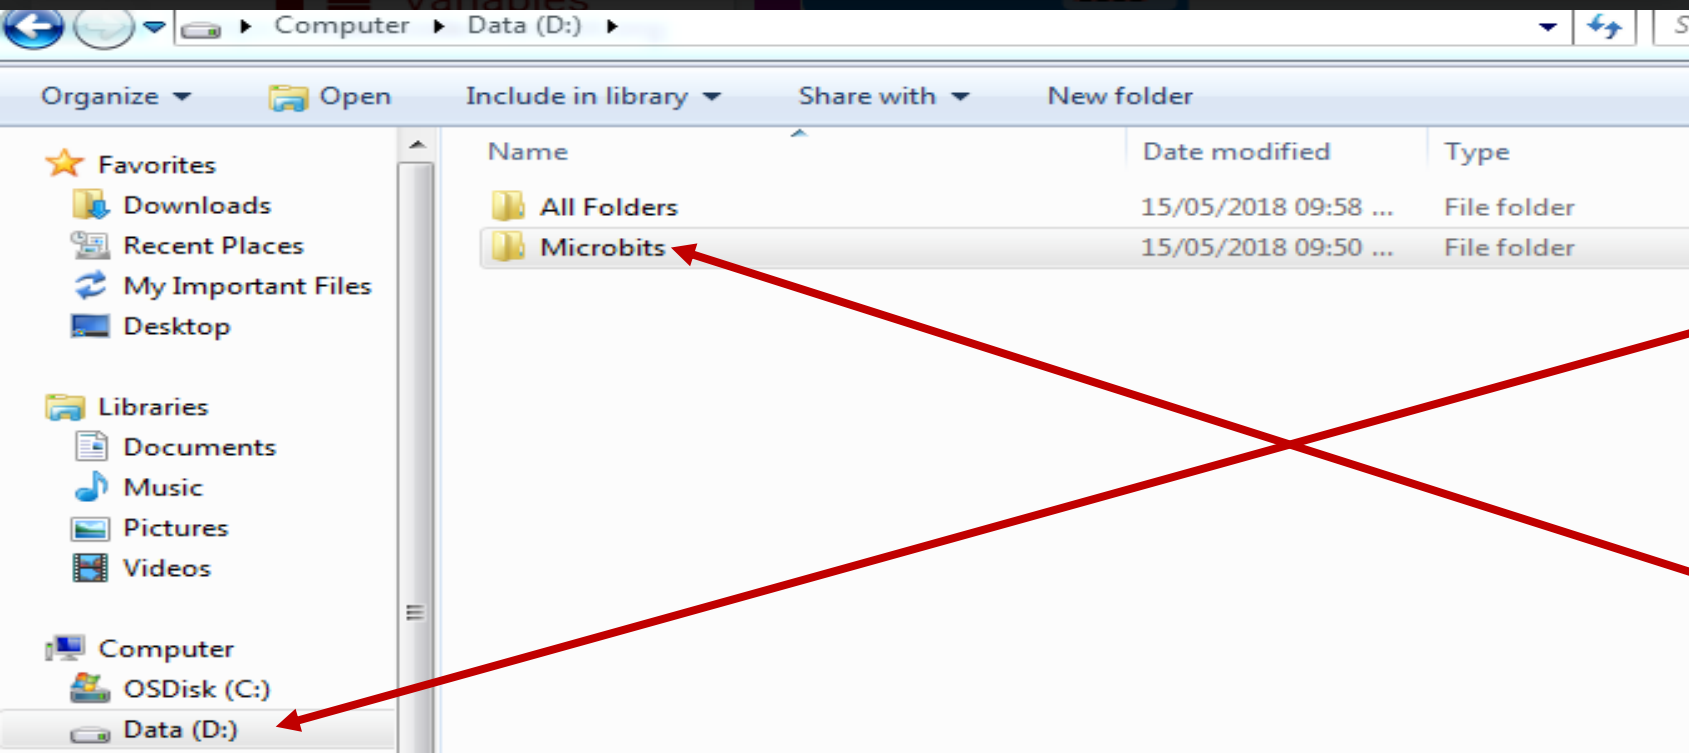 Variables
Computer Data (D:)
Organize Open Include in library Share with New folder
Name Date modified Type
Favorites
Downloads
Recent Places
My Important Files
Desktop
All Folders 15/05/2018 09:58 ... File folder
Microbits 15/05/2018 09:50 ... File folder
Libraries
Documents
Music
Pictures
Videos
Computer
OSDisk (C:)
Data (D:)